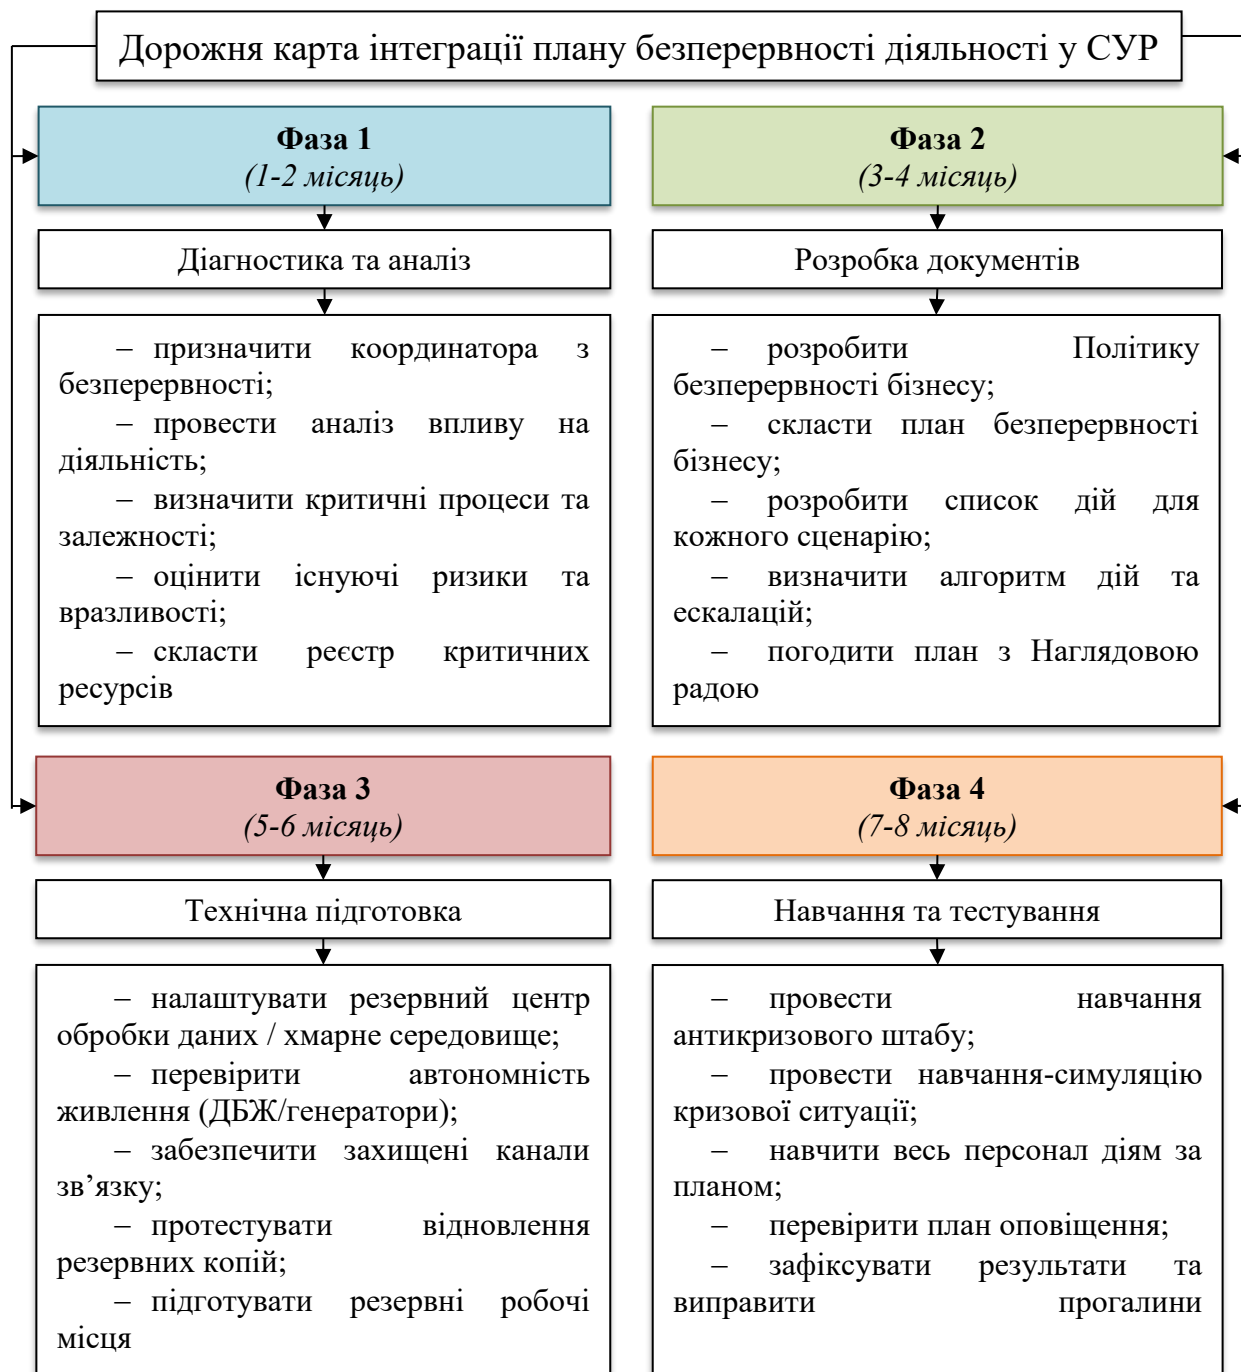 Дорожня карта інтеграції плану безперервності діяльності у СУР
Фаза 1
(1-2 місяць)
Діагностика та аналіз
– призначити координатора з
безперервності;
– провести аналіз впливу на
діяльність;
– визначити критичні процеси та
залежності;
– оцінити існуючі ризики та
вразливості;
– скласти реєстр критичних
ресурсів
Фаза 2
(3-4 місяць)
Розробка документів
– розробити Політику
безперервності бізнесу;
– скласти план безперервності
бізнесу;
– розробити список дій для
кожного сценарію;
– визначити алгоритм дій та
ескалацій;
– погодити план з Наглядовою
радою
Фаза 3
(5-6 місяць)
Технічна підготовка
– налаштувати резервний центр
обробки даних / хмарне середовище;
– перевірити автономність
живлення (ДБЖ/генератори);
– забезпечити захищені канали
зв’язку;
– протестувати відновлення
резервних копій;
– підготувати резервні робочі
місця
Фаза 4
(7-8 місяць)
Навчання та тестування
– провести навчання
антикризового штабу;
– провести навчання-симуляцію
кризової ситуації;
– навчити весь персонал діям за
планом;
– перевірити план оповіщення;
– зафіксувати результати та
виправити прогалини